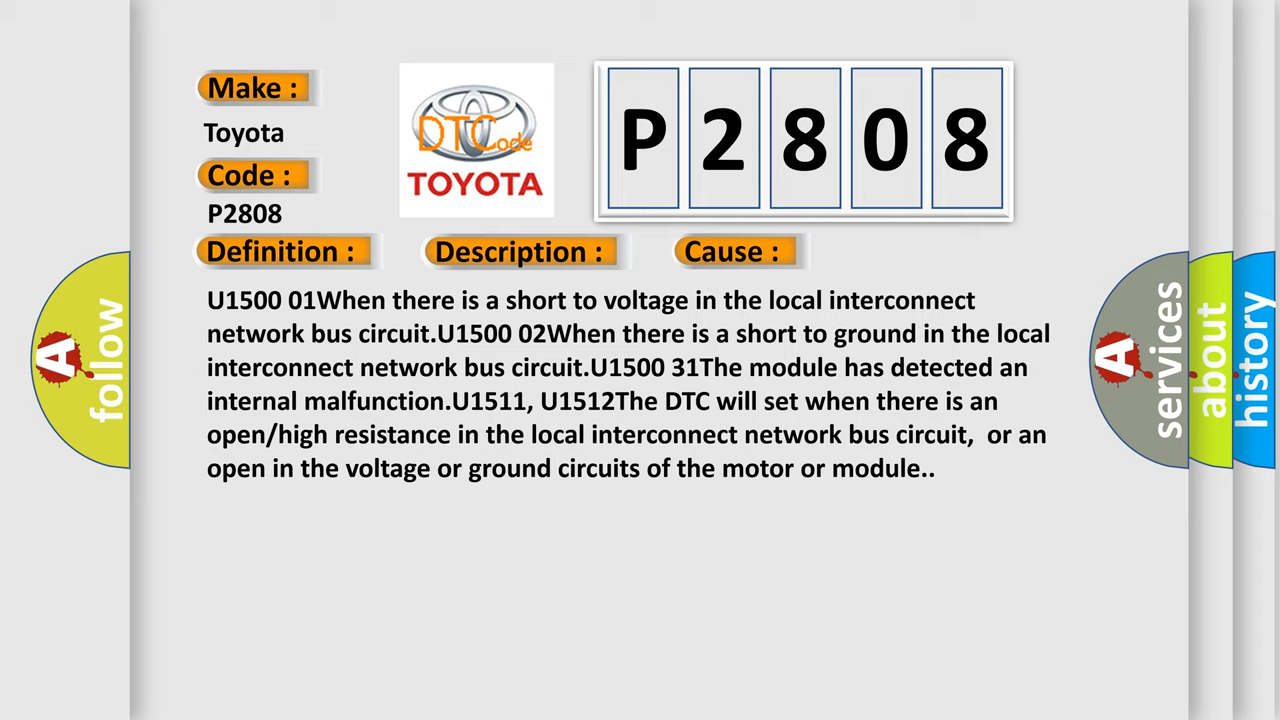 Make :
Toyota
Code :
P2808
DTCode
TOYOTA
P2808
Definition :
Description :
Cause :
U1500 01When there is a short to voltage in the local interconnect
network bus circuit.U1500 02When there is a short to ground in the local
interconnect network bus circuit.U1500 31The module has detected an
internal malfunction.U1511, U1512The DTC will set when there is an
open/high resistance in the local interconnect network bus circuit,  or an
open in the voltage or ground circuits of the motor or module..
A follow
A services
about
history